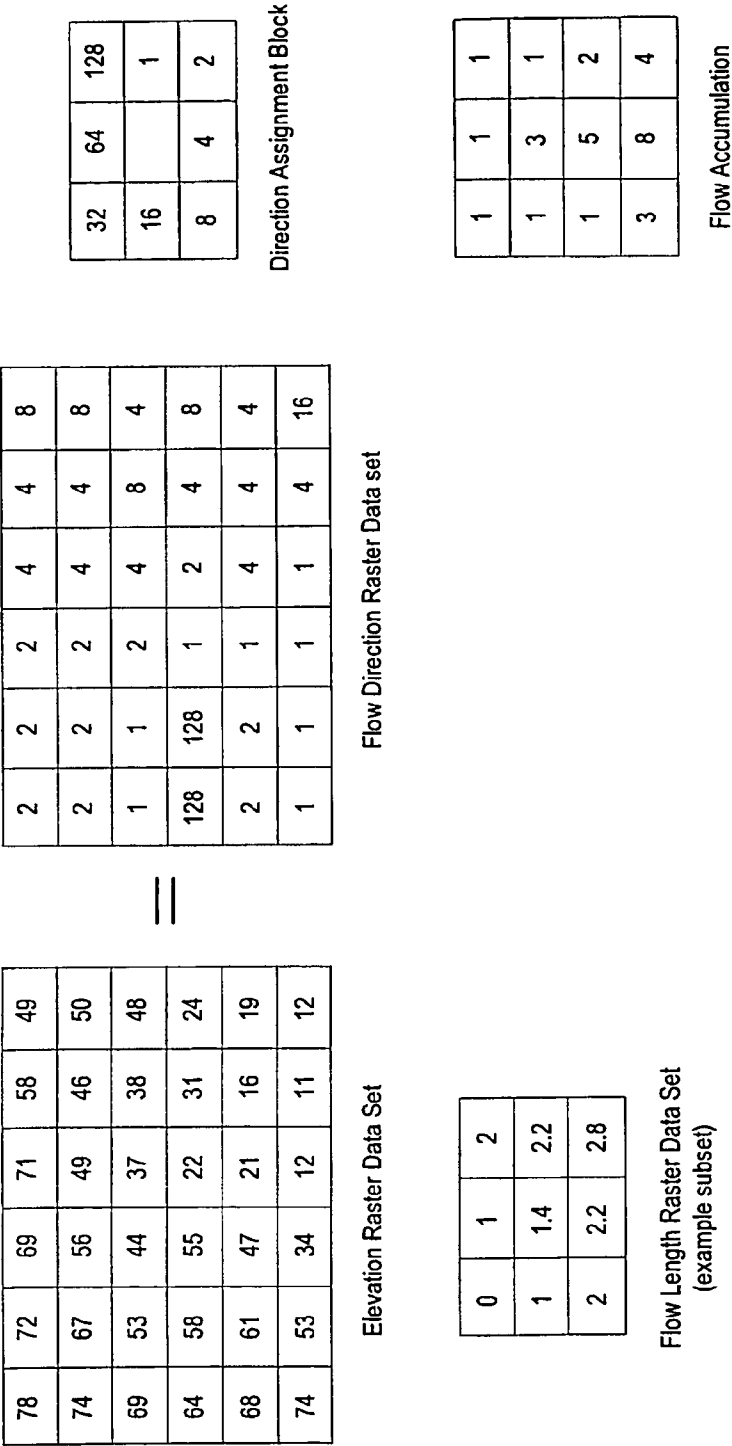 78 72 69 71 58 49
74 67 56 49 46 50
69 53 44 37 38 48
64 58 55 22 31 24
68 61 47 21 16 19
74 53 34 12 11 12
Elevation Raster Data Set
=
2 2 2 4 4 8
2 2 2 4 4 8
1 1 2 4 8 4
128 128 1 2 4 8
2 2 1 4 4 4
1 1 1 1 4 16
Flow Direction Raster Data set
32 64 128
16 1
8 4 2
Direction Assignment Block
0 1 2
1 1.4 2.2
2 2.2 2.8
Flow Length Raster Data Set
(example subset)
1 1 1
1 3 1
1 5 2
3 8 4
Flow Accumulation